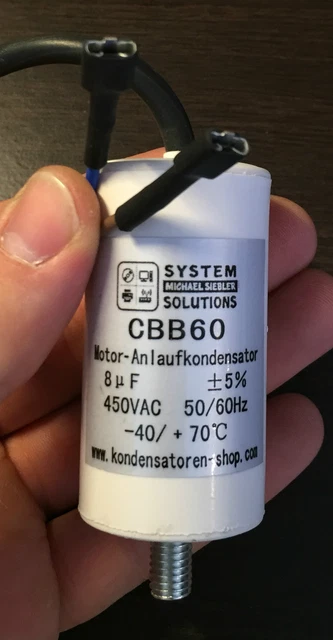 SYSTEM
MICHAEL SIEBLER
SOLUTIONS
CBB60
Motor-Anlaufkondensator
8μF ±5%
450VAC 50/60Hz
-40/+70℃
www.kondensatoren-shop.com